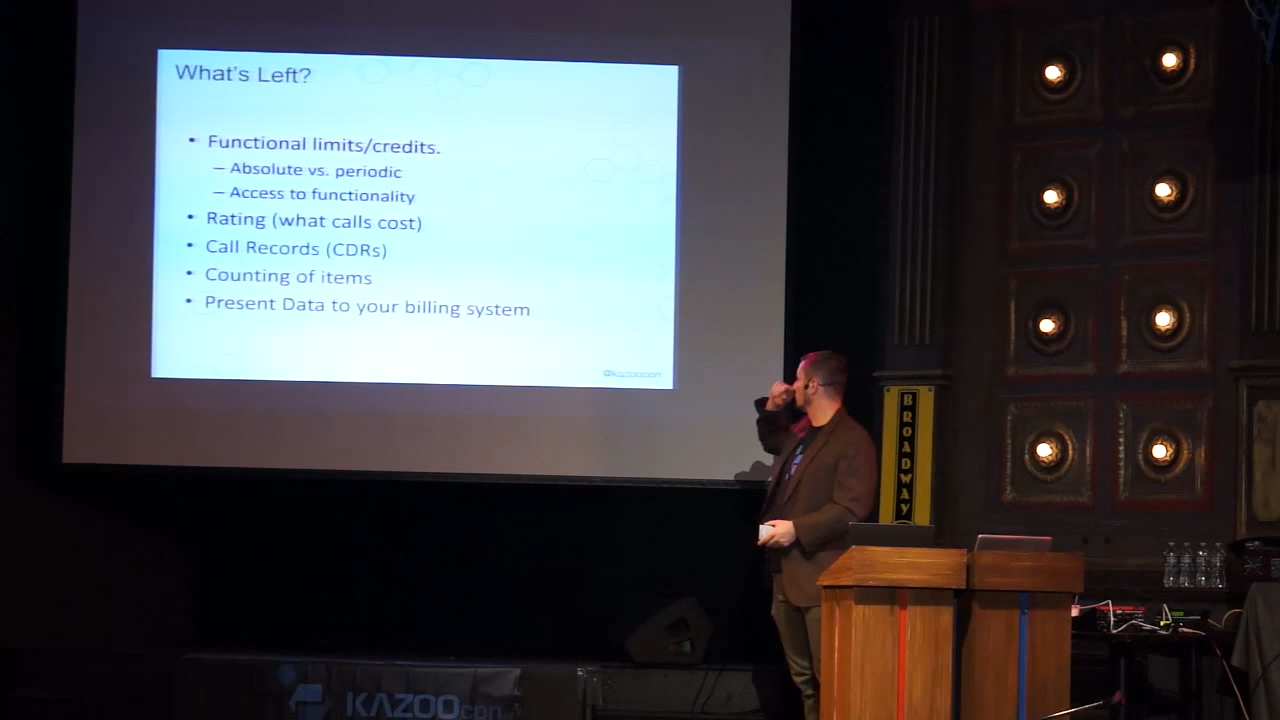 What's Left?
• Functional limits/credits.
– Absolute vs. periodic
– Access to functionality
• Rating (what calls cost)
• Call Records (CDRs)
• Counting of items
• Present Data to your billing system
@kazoocon
BROADWAY
KAZOOcon